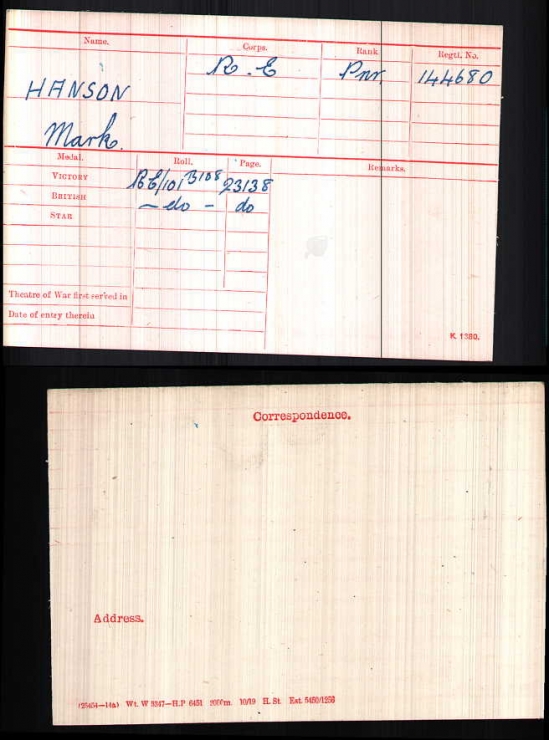 Name. Corps. Rank. Regtl. No.
HANSON R.E Pnr. 144680
Mark.
Medal. Roll. Page. Remarks.
VICTORY RE/101 B108 23138
BRITISH - do - do
STAR
Theatre of War first served in
Date of entry therein
K. 1380.
Correspondence.
Address.
(25454—14a) Wt. W 3347—H.P 6451 200m. 10/19 H. St. Est. 5480/1256